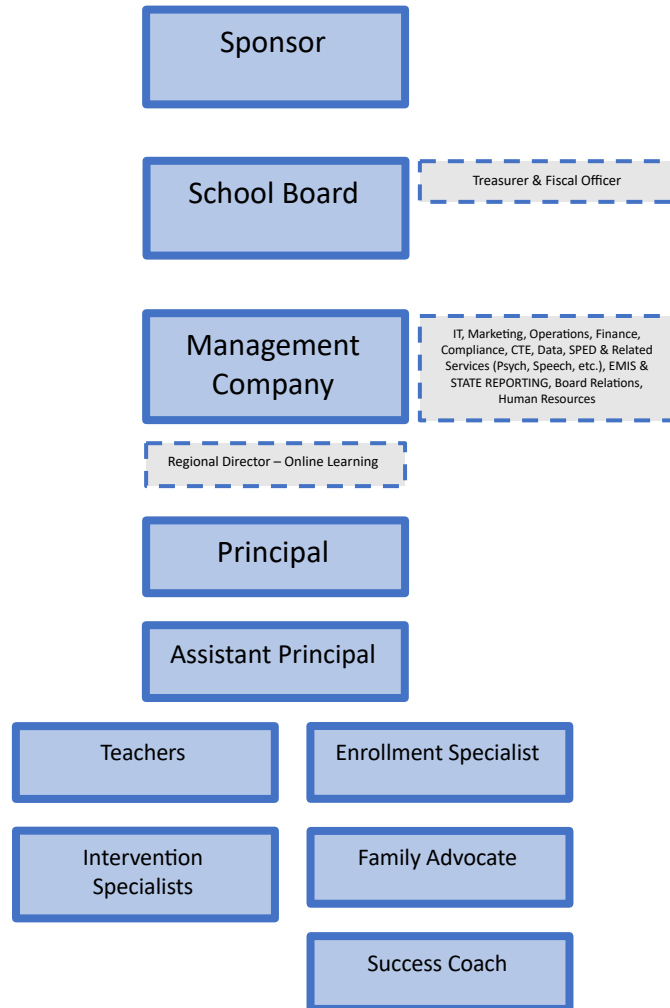 Sponsor
School Board
Treasurer & Fiscal Officer
Management
Company
IT, Marketing, Operations, Finance,
Compliance, CTE, Data, SPED & Related
Services (Psych, Speech, etc.), EMIS &
STATE REPORTING, Board Relations,
Human Resources
Regional Director – Online Learning
Principal
Assistant Principal
Teachers
Enrollment Specialist
Intervention
Specialists
Family Advocate
Success Coach